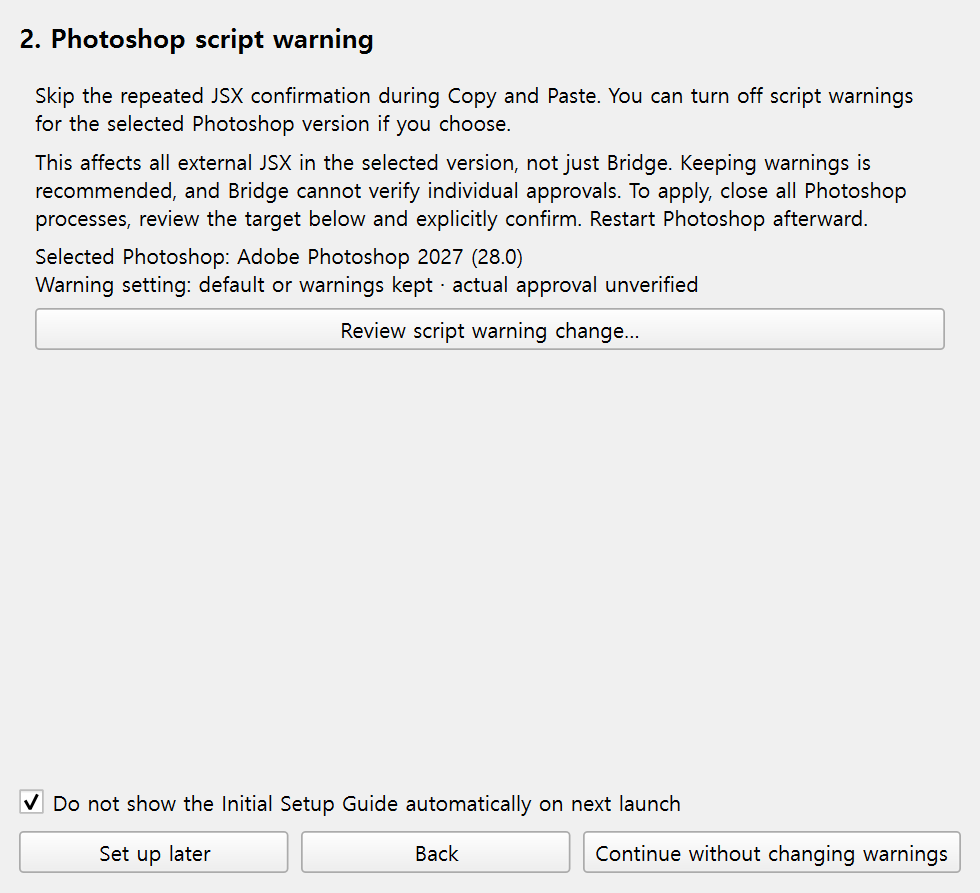 2. Photoshop script warning
Skip the repeated JSX confirmation during Copy and Paste. You can turn off script warnings
for the selected Photoshop version if you choose.
This affects all external JSX in the selected version, not just Bridge. Keeping warnings is
recommended, and Bridge cannot verify individual approvals. To apply, close all Photoshop
processes, review the target below and explicitly confirm. Restart Photoshop afterward.
Selected Photoshop: Adobe Photoshop 2027 (28.0)
Warning setting: default or warnings kept · actual approval unverified
Review script warning change...
Do not show the Initial Setup Guide automatically on next launch
Set up later
Back
Continue without changing warnings